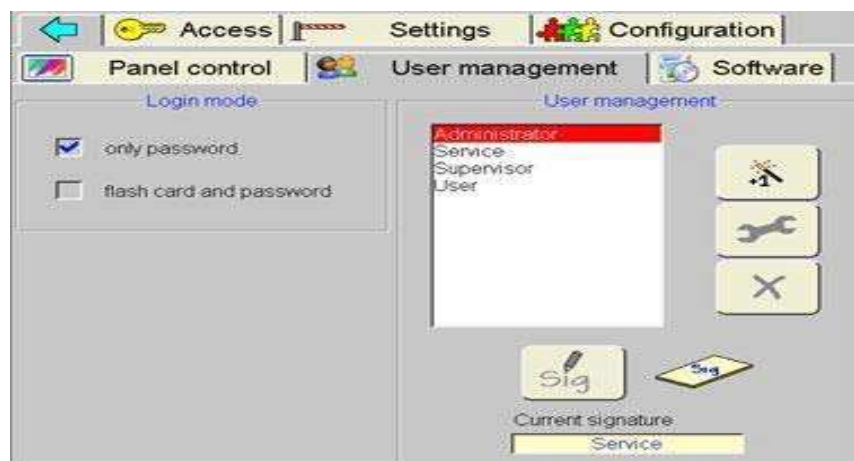 Access Settings Configuration
Panel control User management Software
Login mode
only password
flash card and password
User management
Administrator
Service
Supervisor
User
+1
Sig
Sig
Current signature
Service